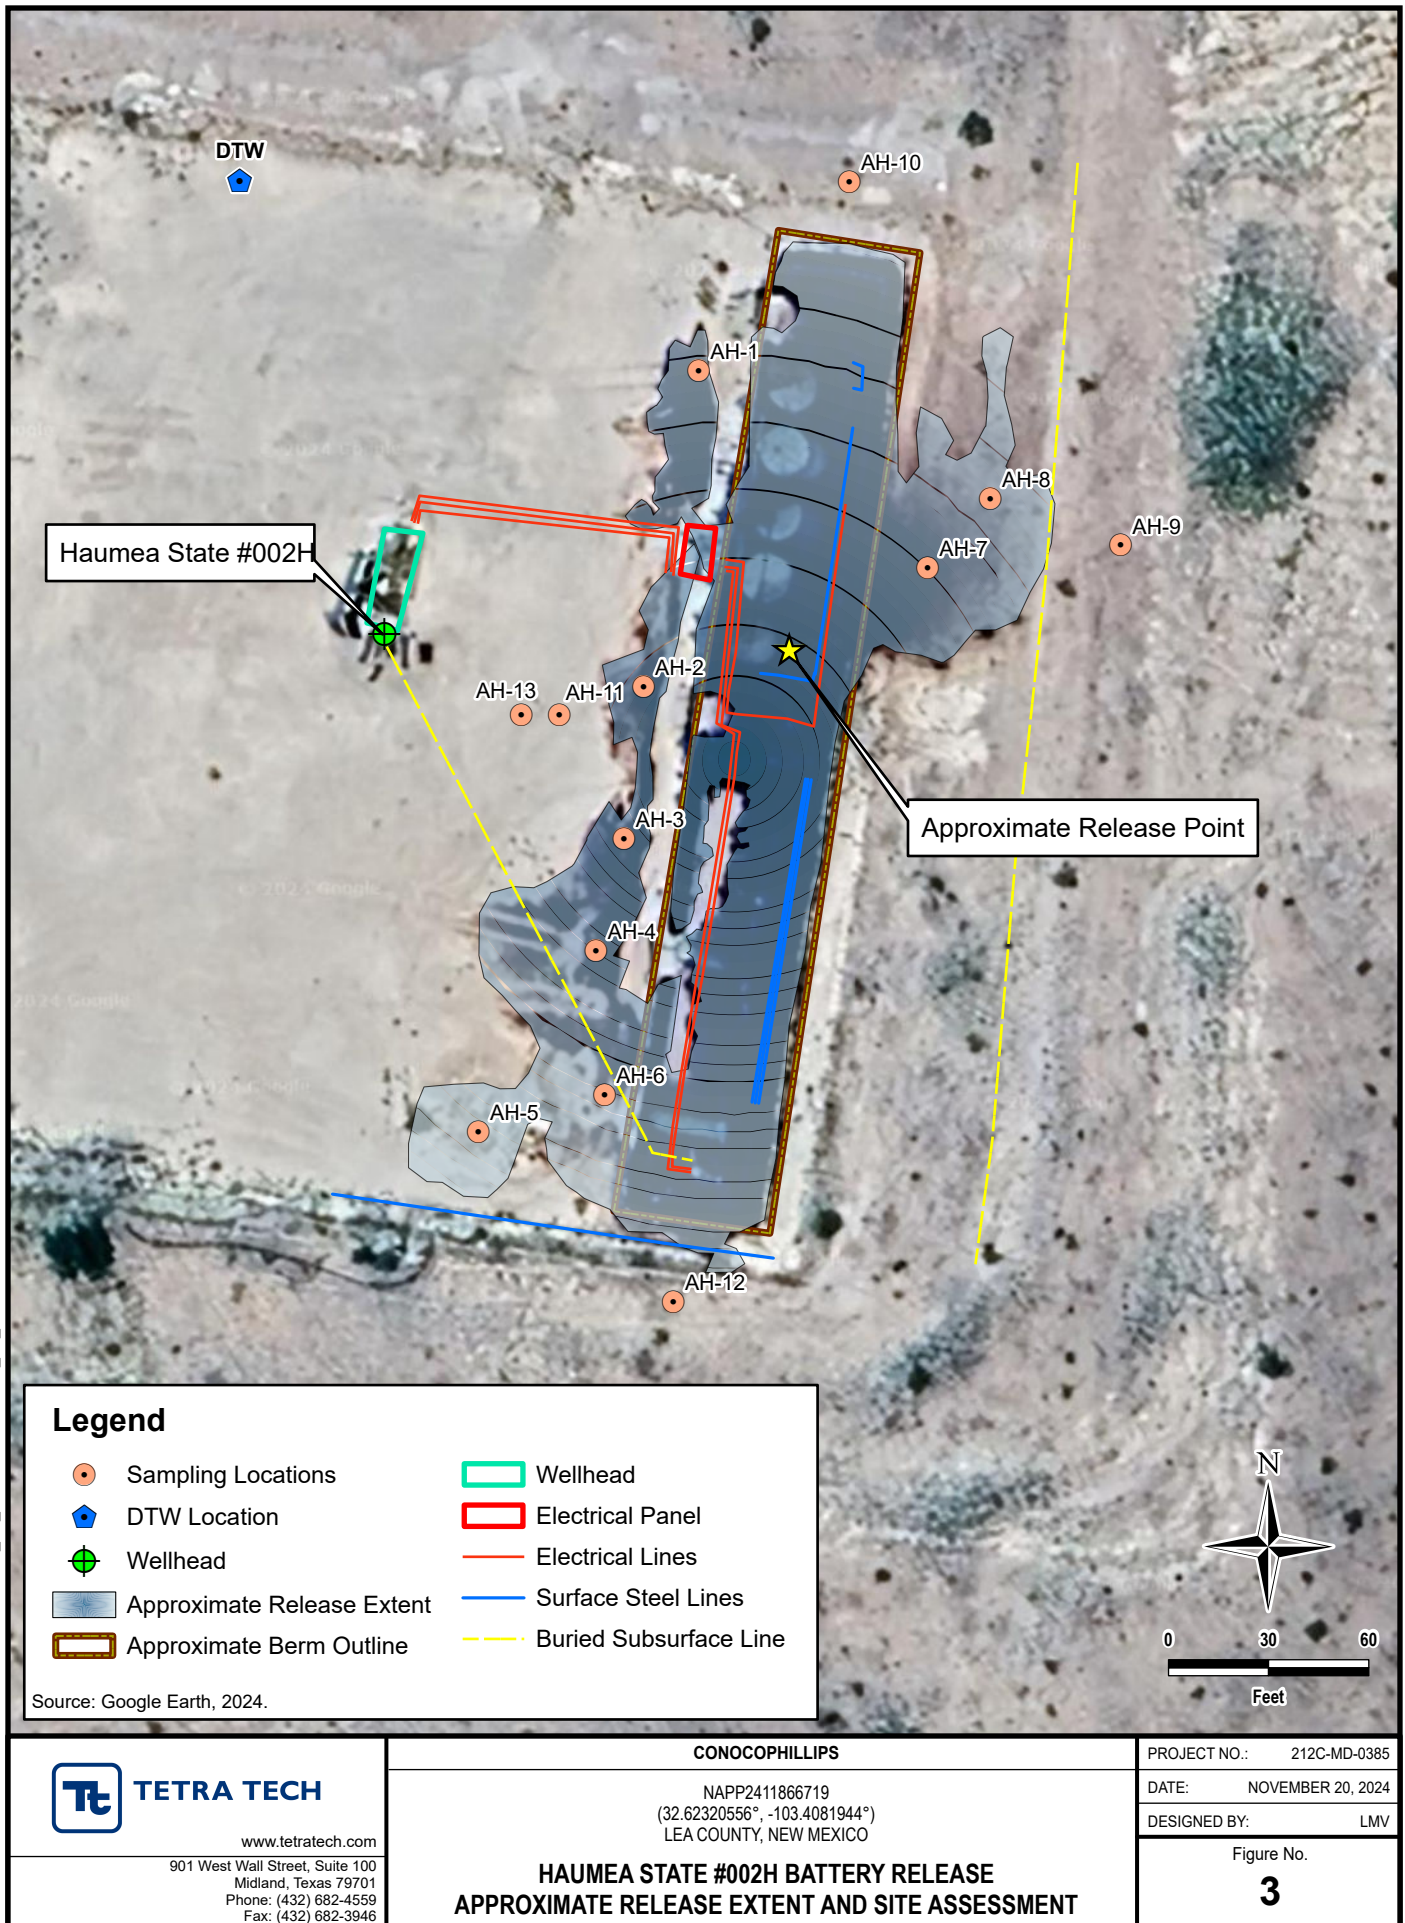 DTW
AH-10
AH-1
AH-8
AH-9
AH-7
Haumea State #002H
AH-2
AH-13
AH-11
AH-3
Approximate Release Point
AH-4
AH-6
AH-5
AH-12
© 2024 Google
2024 Google
Legend
Sampling Locations
DTW Location
Wellhead
Approximate Release Extent
Approximate Berm Outline
Wellhead
Electrical Panel
Electrical Lines
Surface Steel Lines
Buried Subsurface Line
Source: Google Earth, 2024.
N
0 30 60
Feet
TETRA TECH
www.tetratech.com
901 West Wall Street, Suite 100
Midland, Texas 79701
Phone: (432) 682-4559
Fax: (432) 682-3946
CONOCOPHILLIPS
NAPP2411866719
(32.62320556°, -103.4081944°)
LEA COUNTY, NEW MEXICO
HAUMEA STATE #002H BATTERY RELEASE
APPROXIMATE RELEASE EXTENT AND SITE ASSESSMENT
PROJECT NO.: 212C-MD-0385
DATE: NOVEMBER 20, 2024
DESIGNED BY: LMV
Figure No.
3